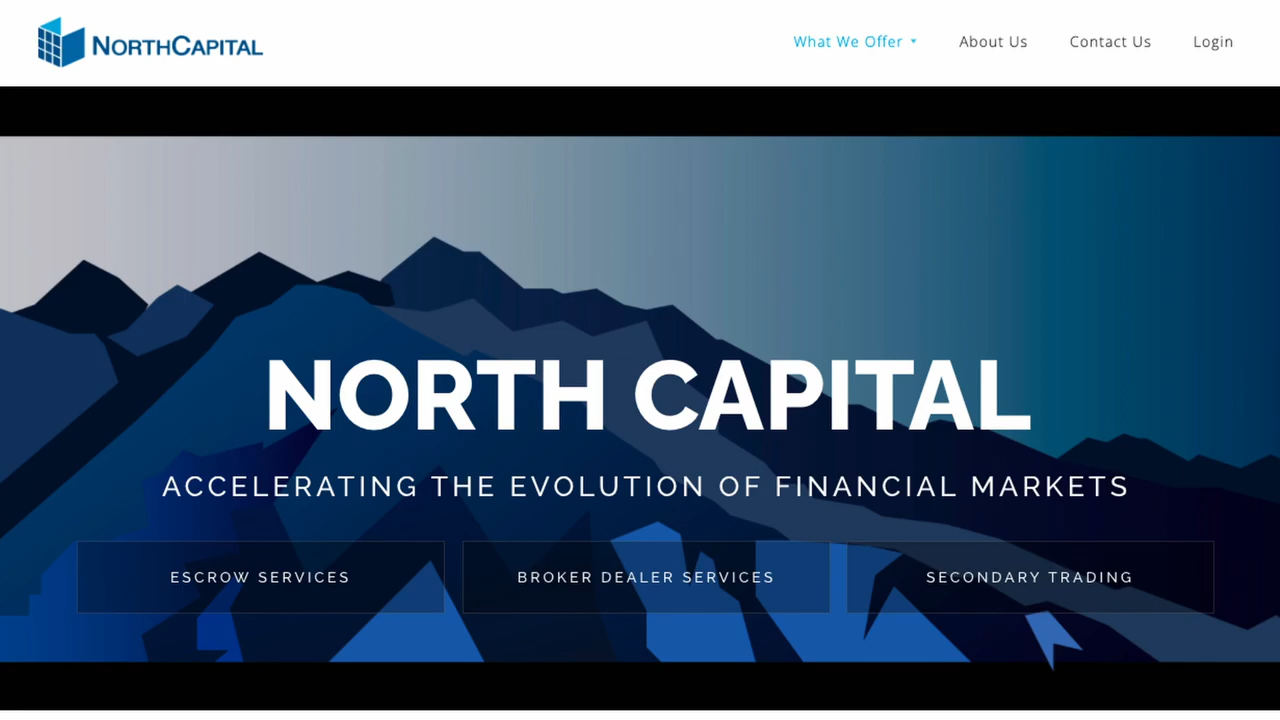 NORTHCAPITAL
What We Offer
About Us
Contact Us
Login
NORTH CAPITAL
ACCELERATING THE EVOLUTION OF FINANCIAL MARKETS
ESCROW SERVICES
BROKER DEALER SERVICES
SECONDARY TRADING